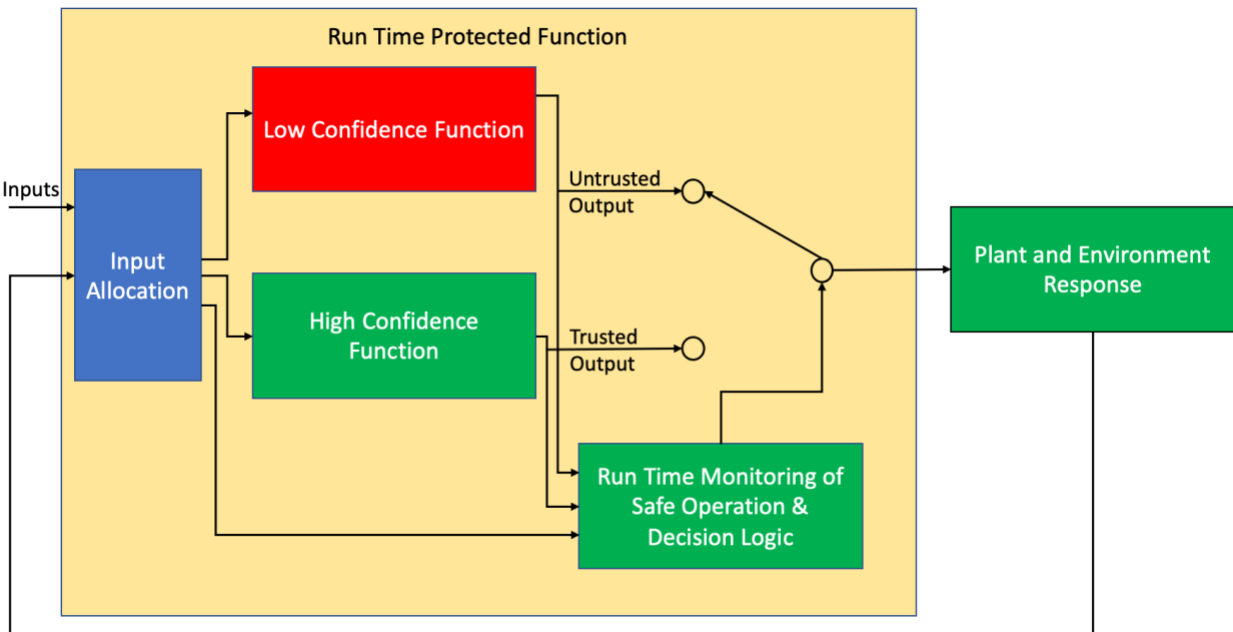 Run Time Protected Function
Low Confidence Function
Inputs
Untrusted
Output
Input
Allocation
Plant and Environment
Response
High Confidence
Function
Trusted
Output
Run Time Monitoring of
Safe Operation &
Decision Logic